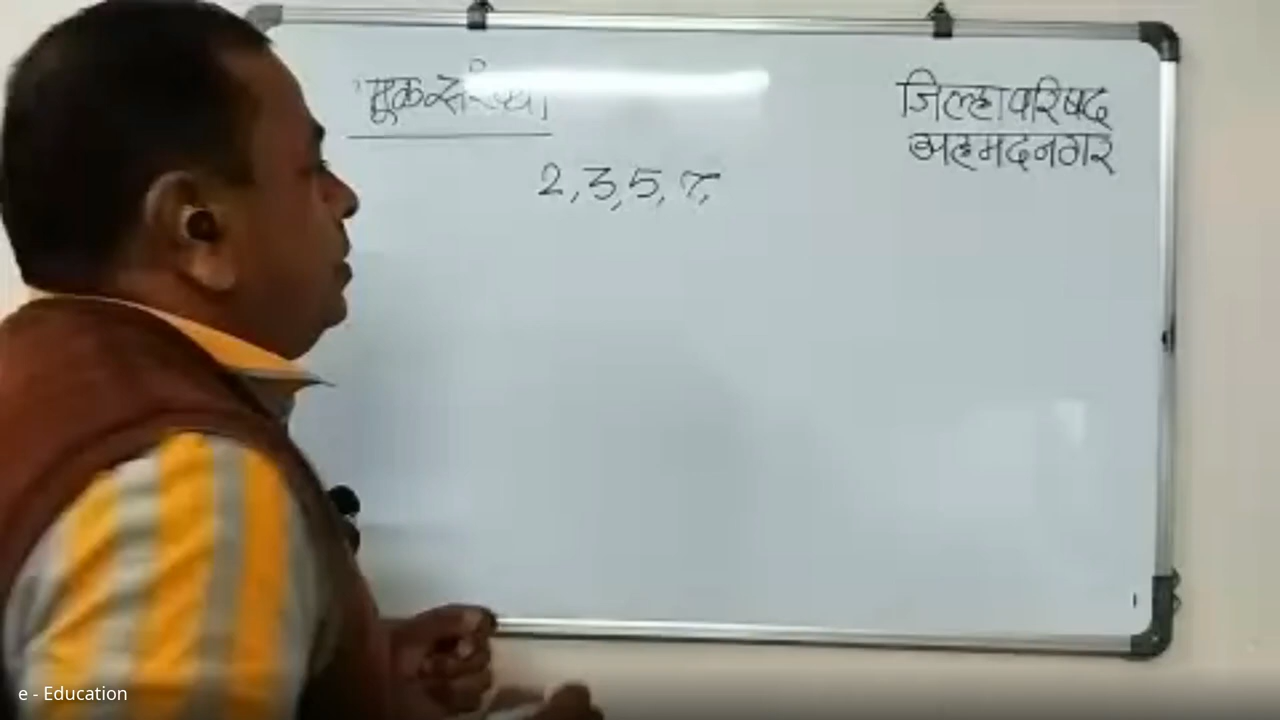 मूळसंख्या
जिल्हापरिषद
अहमदनगर
2, 3, 5, 7,
e - Education